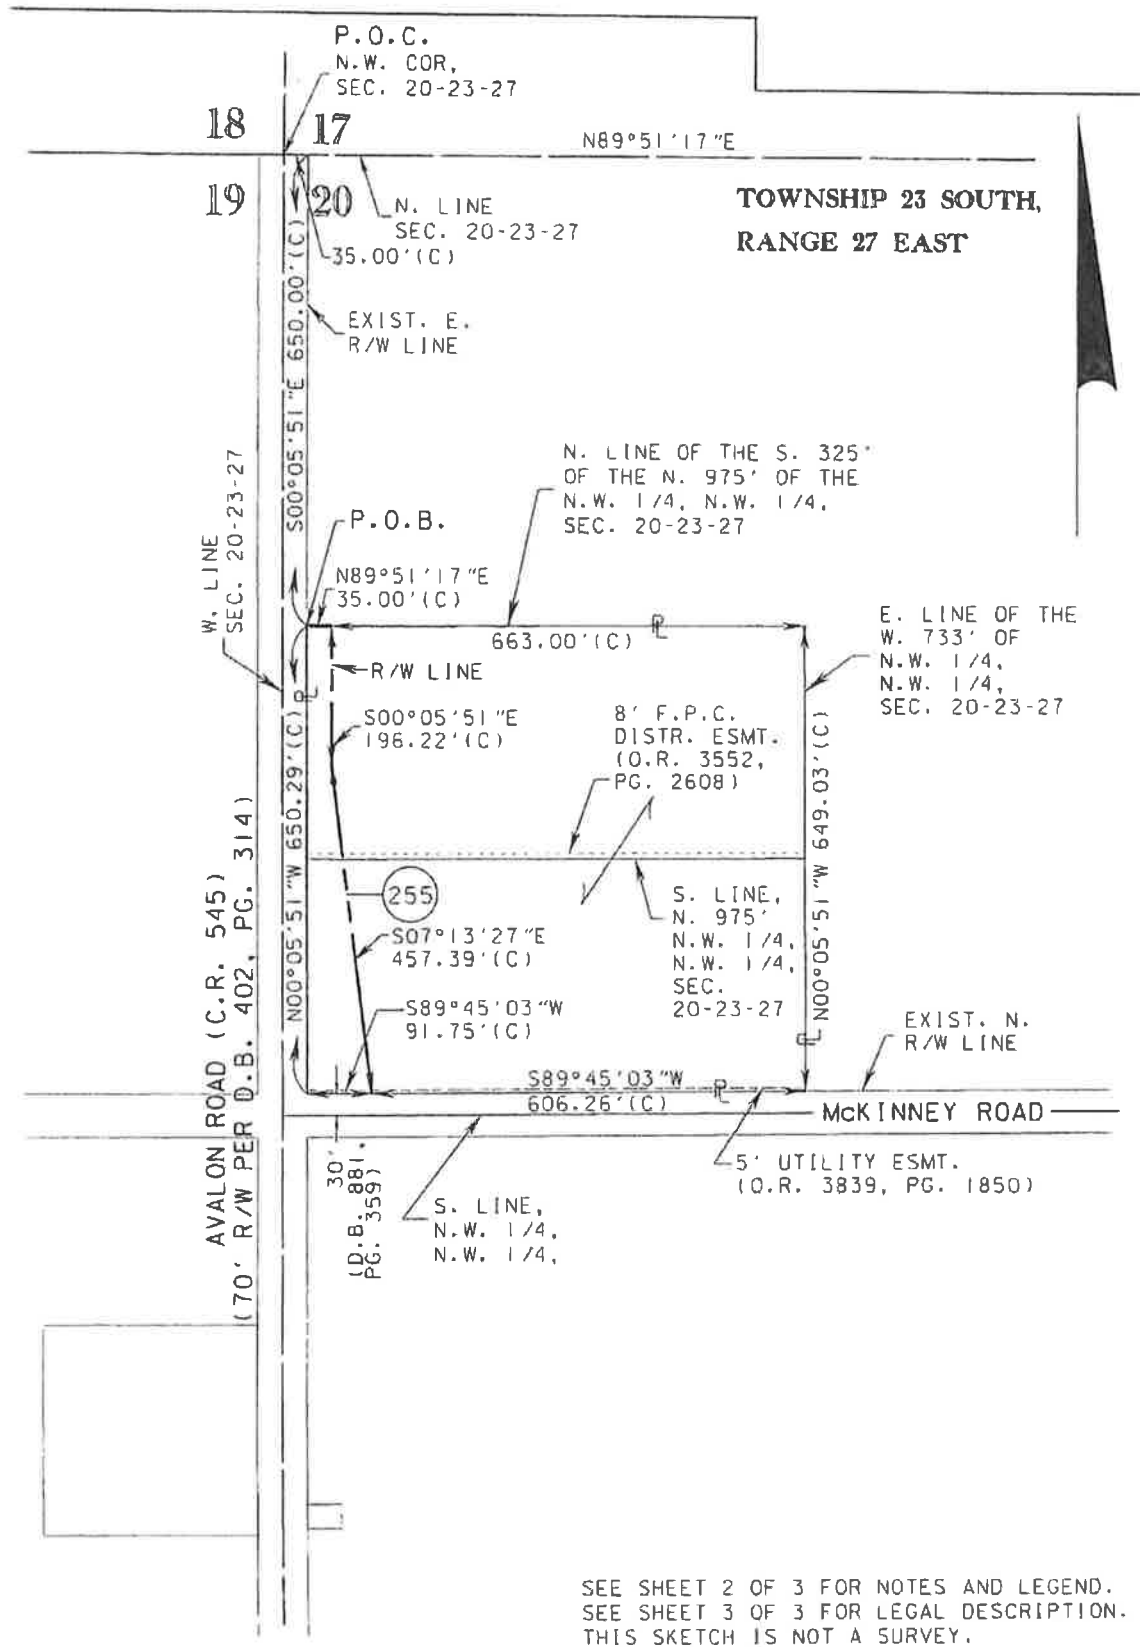 P.O.C.
N.W. COR,
SEC. 20-23-27
18
17
N89°51'17"E
19
20
N. LINE
SEC. 20-23-27
35.00'(C)
TOWNSHIP 23 SOUTH,
RANGE 27 EAST
S00°05'51"E 650.00'(C)
EXIST. E.
R/W LINE
W. LINE
SEC. 20-23-27
N. LINE OF THE S. 325'
OF THE N. 975' OF THE
N.W. 1/4, N.W. 1/4,
SEC. 20-23-27
P.O.B.
N89°51'17"E
35.00'(C)
663.00'(C)
PL
E. LINE OF THE
W. 733' OF
N.W. 1/4,
N.W. 1/4,
SEC. 20-23-27
R/W LINE
PL
S00°05'51"E
196.22'(C)
8' F.P.C.
DISTR. ESMT.
(O.R. 3552,
PG. 2608)
N00°05'51"W 650.29'(C)
N00°05'51"W 649.03'(C)
255
S07°13'27"E
457.39'(C)
S. LINE,
N. 975'
N.W. 1/4,
N.W. 1/4,
SEC.
20-23-27
S89°45'03"W
91.75'(C)
PL
EXIST. N.
R/W LINE
S89°45'03"W
606.26'(C)
PL
McKINNEY ROAD
AVALON ROAD (C.R. 545)
(70' R/W PER D.B. 402, PG. 314)
30'
(D.B. 881,
PG. 359)
S. LINE,
N.W. 1/4,
N.W. 1/4,
5' UTILITY ESMT.
(O.R. 3839, PG. 1850)
SEE SHEET 2 OF 3 FOR NOTES AND LEGEND.
SEE SHEET 3 OF 3 FOR LEGAL DESCRIPTION.
THIS SKETCH IS NOT A SURVEY.